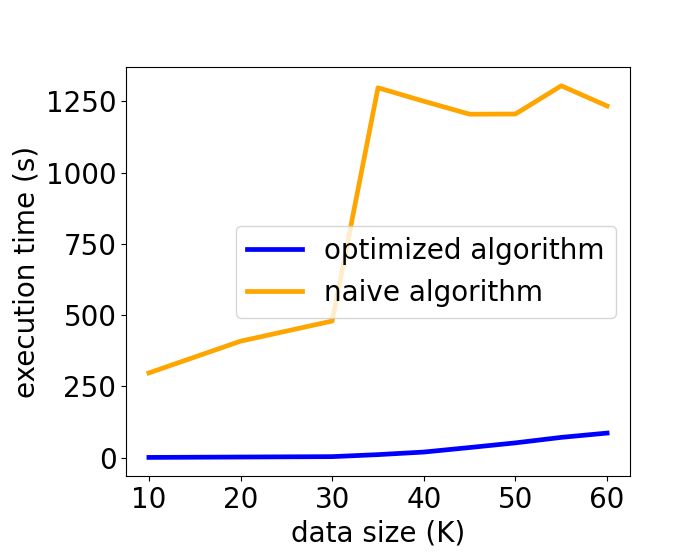 execution time (s)
1250
1000
750
500
250
0
optimized algorithm
naive algorithm
10 20 30 40 50 60
data size (K)